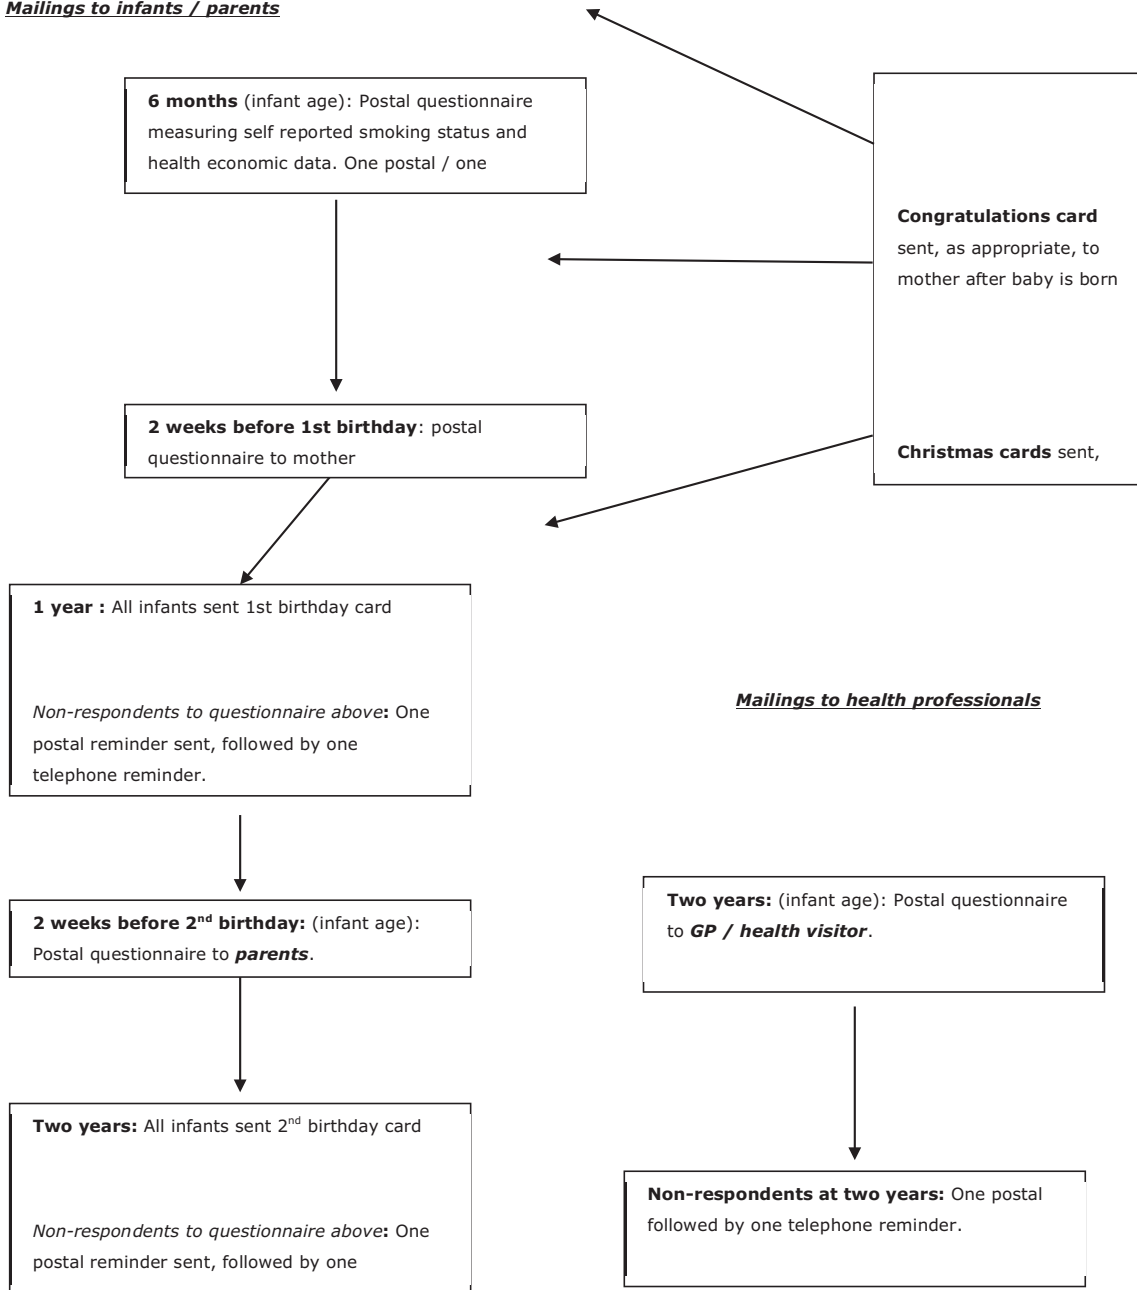 Mailings to infants / parents
6 months (infant age): Postal questionnaire
measuring self reported smoking status and
health economic data. One postal / one
Congratulations card
sent, as appropriate, to
mother after baby is born
2 weeks before 1st birthday: postal
questionnaire to mother
Christmas cards sent,
1 year : All infants sent 1st birthday card
Non-respondents to questionnaire above: One
postal reminder sent, followed by one
telephone reminder.
Mailings to health professionals
2 weeks before 2nd birthday: (infant age):
Postal questionnaire to parents.
Two years: (infant age): Postal questionnaire
to GP / health visitor.
Two years: All infants sent 2nd birthday card
Non-respondents to questionnaire above: One
postal reminder sent, followed by one
Non-respondents at two years: One postal
followed by one telephone reminder.